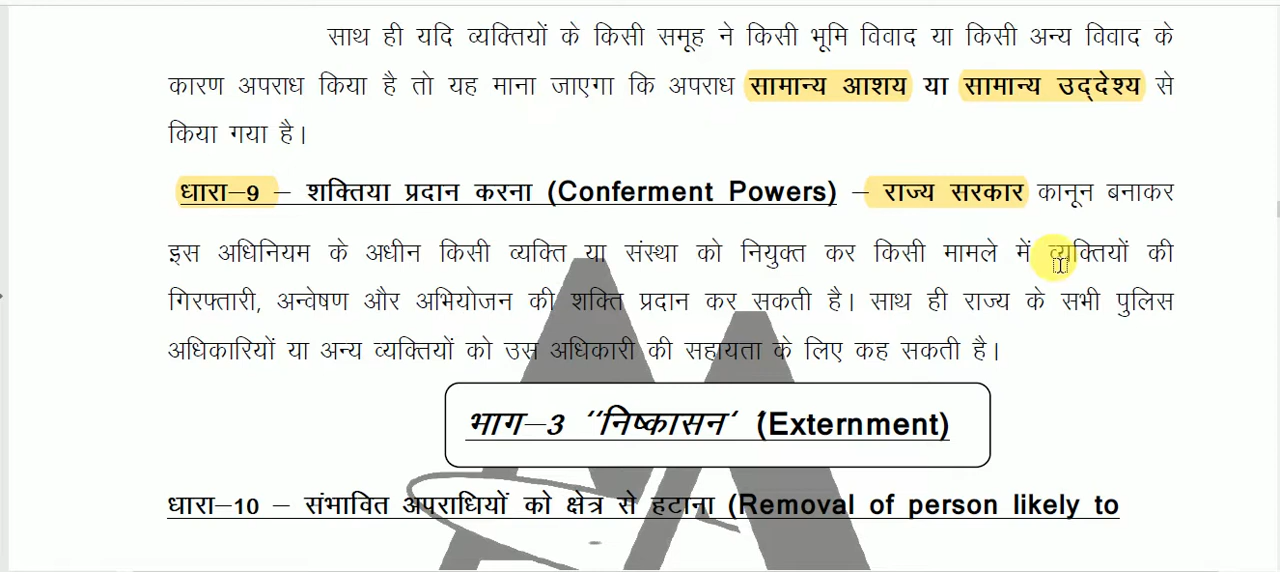 साथ ही यदि व्यक्तियों के किसी समूह ने किसी भूमि विवाद या किसी अन्य विवाद के
कारण अपराध किया है तो यह माना जाएगा कि अपराध सामान्य आशय या सामान्य उद्देश्य से
किया गया है।
धारा–9 – शक्तिया प्रदान करना (Conferment Powers) – राज्य सरकार कानून बनाकर
इस अधिनियम के अधीन किसी व्यक्ति या संस्था को नियुक्त कर किसी मामले में व्यक्तियों की
गिरफ्तारी, अन्वेषण और अभियोजन की शक्ति प्रदान कर सकती है। साथ ही राज्य के सभी पुलिस
अधिकारियों या अन्य व्यक्तियों को उस अधिकारी की सहायता के लिए कह सकती है।
भाग–3 ‘‘निष्कासन’ ‘(Externment)
धारा–10 – संभावित अपराधियों को क्षेत्र से हटाना (Removal of person likely to